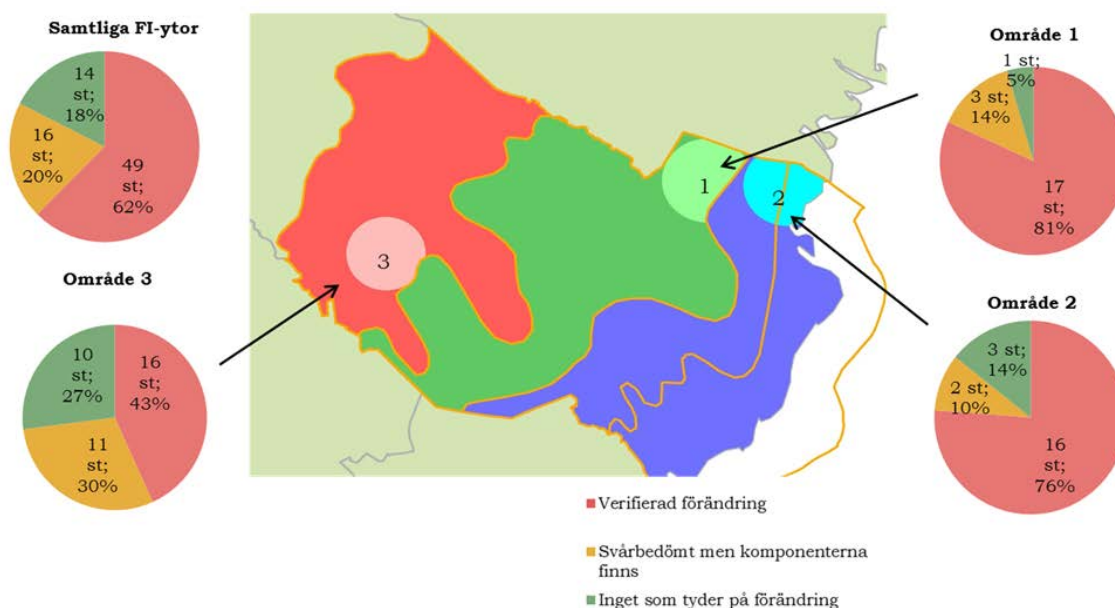 Samtliga FI-ytor
14
st;
18%
16
st;
20%
49
st;
62%
Område 3
10
st;
27%
16
st;
43%
11
st;
30%
3
1
2
Område 1
1 st;
5%
3 st;
14%
17
st;
81%
Område 2
3 st;
14%
2 st;
10%
16
st;
76%
Verifierad förändring
Svårbedömt men komponenterna
finns
Inget som tyder på förändring